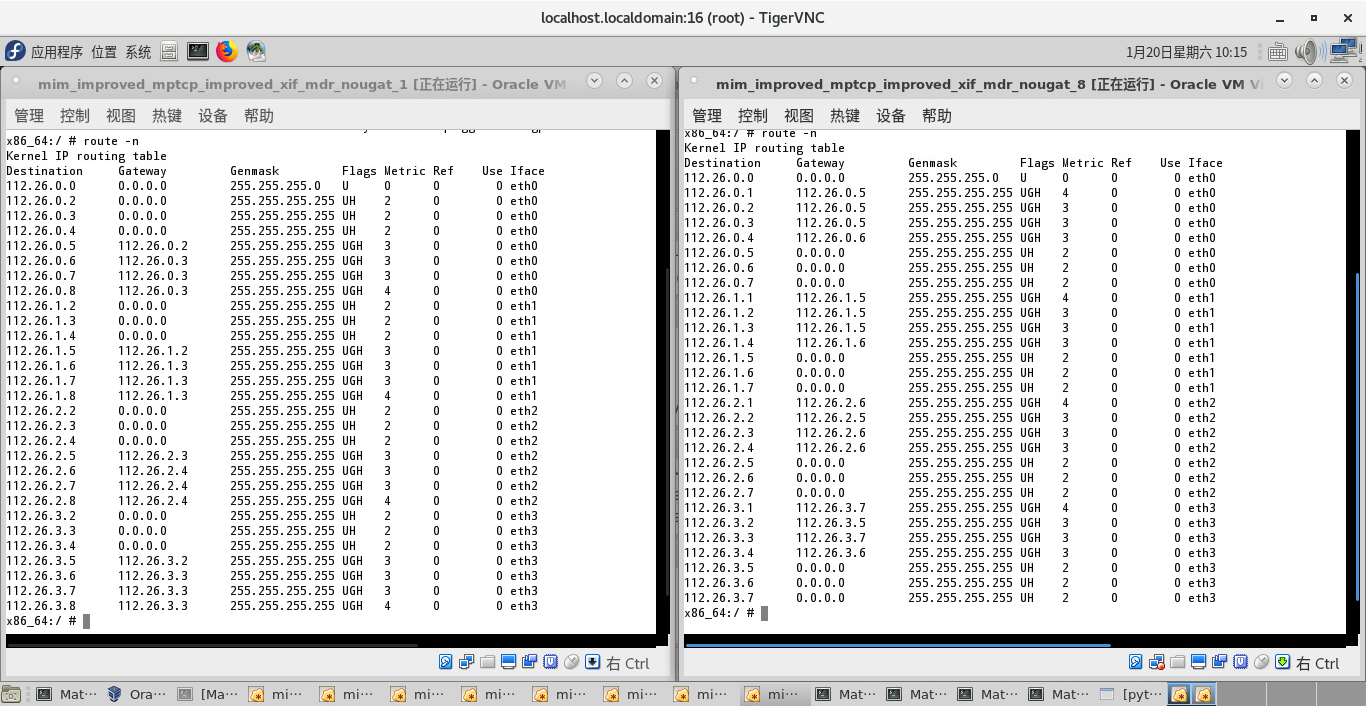 localhost.localdomain:16 (root) - TigerVNC
应用程序 位置 系统
1月20日星期六 10:15
mim_improved_mptcp_improved_xif_mdr_nougat_1 [正在运行] - Oracle VM
管理 控制 视图 热键 设备 帮助
x86_64:/ # route -n
Kernel IP routing table
Destination Gateway Genmask Flags Metric Ref Use Iface
112.26.0.0 0.0.0.0 255.255.255.0 U 0 0 0 eth0
112.26.0.2 0.0.0.0 255.255.255.255 UH 2 0 0 eth0
112.26.0.3 0.0.0.0 255.255.255.255 UH 2 0 0 eth0
112.26.0.4 0.0.0.0 255.255.255.255 UH 2 0 0 eth0
112.26.0.5 112.26.0.2 255.255.255.255 UGH 3 0 0 eth0
112.26.0.6 112.26.0.3 255.255.255.255 UGH 3 0 0 eth0
112.26.0.7 112.26.0.3 255.255.255.255 UGH 3 0 0 eth0
112.26.0.8 112.26.0.3 255.255.255.255 UGH 4 0 0 eth0
112.26.1.2 0.0.0.0 255.255.255.255 UH 2 0 0 eth1
112.26.1.3 0.0.0.0 255.255.255.255 UH 2 0 0 eth1
112.26.1.4 0.0.0.0 255.255.255.255 UH 2 0 0 eth1
112.26.1.5 112.26.1.2 255.255.255.255 UGH 3 0 0 eth1
112.26.1.6 112.26.1.3 255.255.255.255 UGH 3 0 0 eth1
112.26.1.7 112.26.1.3 255.255.255.255 UGH 3 0 0 eth1
112.26.1.8 112.26.1.3 255.255.255.255 UGH 4 0 0 eth1
112.26.2.2 0.0.0.0 255.255.255.255 UH 2 0 0 eth2
112.26.2.3 0.0.0.0 255.255.255.255 UH 2 0 0 eth2
112.26.2.4 0.0.0.0 255.255.255.255 UH 2 0 0 eth2
112.26.2.5 112.26.2.3 255.255.255.255 UGH 3 0 0 eth2
112.26.2.6 112.26.2.4 255.255.255.255 UGH 3 0 0 eth2
112.26.2.7 112.26.2.4 255.255.255.255 UGH 3 0 0 eth2
112.26.2.8 112.26.2.4 255.255.255.255 UGH 4 0 0 eth2
112.26.3.2 0.0.0.0 255.255.255.255 UH 2 0 0 eth3
112.26.3.3 0.0.0.0 255.255.255.255 UH 2 0 0 eth3
112.26.3.4 0.0.0.0 255.255.255.255 UH 2 0 0 eth3
112.26.3.5 112.26.3.2 255.255.255.255 UGH 3 0 0 eth3
112.26.3.6 112.26.3.3 255.255.255.255 UGH 3 0 0 eth3
112.26.3.7 112.26.3.3 255.255.255.255 UGH 3 0 0 eth3
112.26.3.8 112.26.3.3 255.255.255.255 UGH 4 0 0 eth3
x86_64:/ #
右 Ctrl
mim_improved_mptcp_improved_xif_mdr_nougat_8 [正在运行] - Oracle VM Vi
管理 控制 视图 热键 设备 帮助
x86_64:/ # route -n
Kernel IP routing table
Destination Gateway Genmask Flags Metric Ref Use Iface
112.26.0.0 0.0.0.0 255.255.255.0 U 0 0 0 eth0
112.26.0.1 112.26.0.5 255.255.255.255 UGH 4 0 0 eth0
112.26.0.2 112.26.0.5 255.255.255.255 UGH 3 0 0 eth0
112.26.0.3 112.26.0.5 255.255.255.255 UGH 3 0 0 eth0
112.26.0.4 112.26.0.6 255.255.255.255 UGH 3 0 0 eth0
112.26.0.5 0.0.0.0 255.255.255.255 UH 2 0 0 eth0
112.26.0.6 0.0.0.0 255.255.255.255 UH 2 0 0 eth0
112.26.0.7 0.0.0.0 255.255.255.255 UH 2 0 0 eth0
112.26.1.1 112.26.1.5 255.255.255.255 UGH 4 0 0 eth1
112.26.1.2 112.26.1.5 255.255.255.255 UGH 3 0 0 eth1
112.26.1.3 112.26.1.5 255.255.255.255 UGH 3 0 0 eth1
112.26.1.4 112.26.1.6 255.255.255.255 UGH 3 0 0 eth1
112.26.1.5 0.0.0.0 255.255.255.255 UH 2 0 0 eth1
112.26.1.6 0.0.0.0 255.255.255.255 UH 2 0 0 eth1
112.26.1.7 0.0.0.0 255.255.255.255 UH 2 0 0 eth1
112.26.2.1 112.26.2.6 255.255.255.255 UGH 4 0 0 eth2
112.26.2.2 112.26.2.5 255.255.255.255 UGH 3 0 0 eth2
112.26.2.3 112.26.2.6 255.255.255.255 UGH 3 0 0 eth2
112.26.2.4 112.26.2.6 255.255.255.255 UGH 3 0 0 eth2
112.26.2.5 0.0.0.0 255.255.255.255 UH 2 0 0 eth2
112.26.2.6 0.0.0.0 255.255.255.255 UH 2 0 0 eth2
112.26.2.7 0.0.0.0 255.255.255.255 UH 2 0 0 eth2
112.26.3.1 112.26.3.7 255.255.255.255 UGH 4 0 0 eth3
112.26.3.2 112.26.3.5 255.255.255.255 UGH 3 0 0 eth3
112.26.3.3 112.26.3.7 255.255.255.255 UGH 3 0 0 eth3
112.26.3.4 112.26.3.6 255.255.255.255 UGH 3 0 0 eth3
112.26.3.5 0.0.0.0 255.255.255.255 UH 2 0 0 eth3
112.26.3.6 0.0.0.0 255.255.255.255 UH 2 0 0 eth3
112.26.3.7 0.0.0.0 255.255.255.255 UH 2 0 0 eth3
x86_64:/ #
右 Ctrl
Mat··· Ora··· [Ma··· mi··· mi··· mi··· mi··· mi··· mi··· mi··· mi··· Mat··· Mat··· Mat··· Mat··· [pyt···